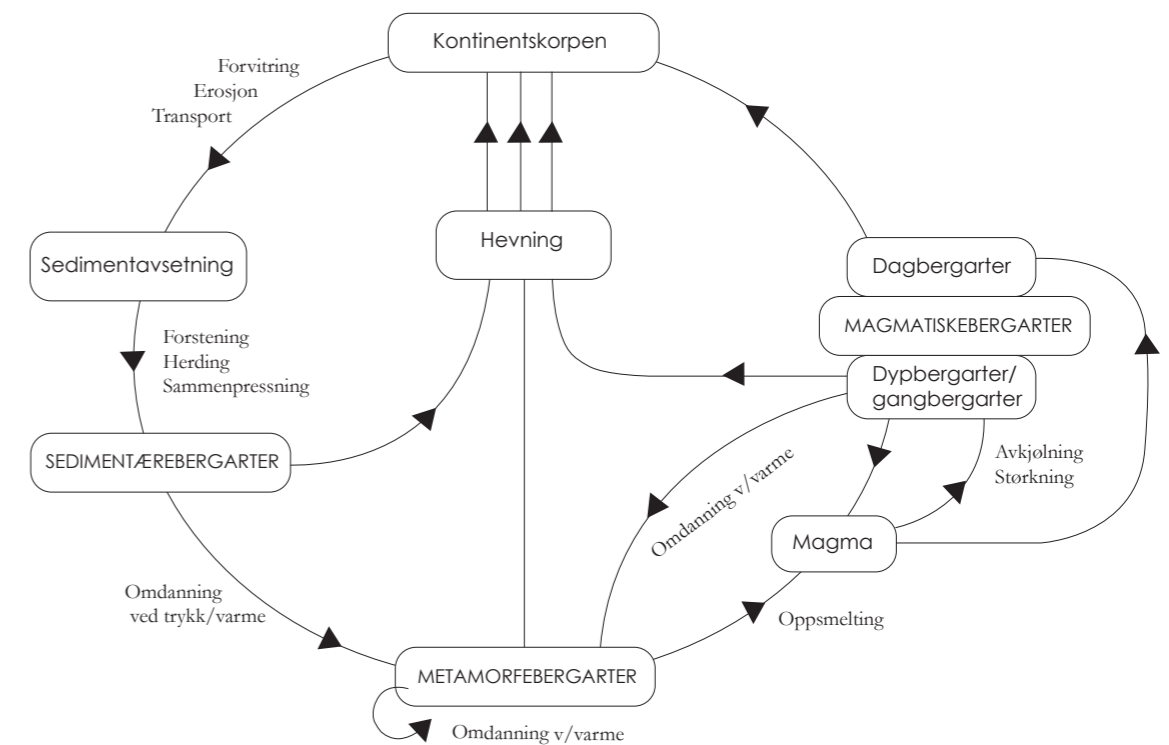 Kontinentskorpen
Forvitring
Erosjon
Transport
Hevning
Sedimentavsetning
Dagbergarter
MAGMATISKEBERGARTER
Dypbergarter/
gangbergarter
Forstening
Herding
Sammenpressning
SEDIMENTÆREBERGARTER
Avkjølning
Størkning
Omdanning v/varme
Magma
Omdanning
ved trykk/varme
Oppsmelting
METAMORFEBERGARTER
Omdanning v/varme